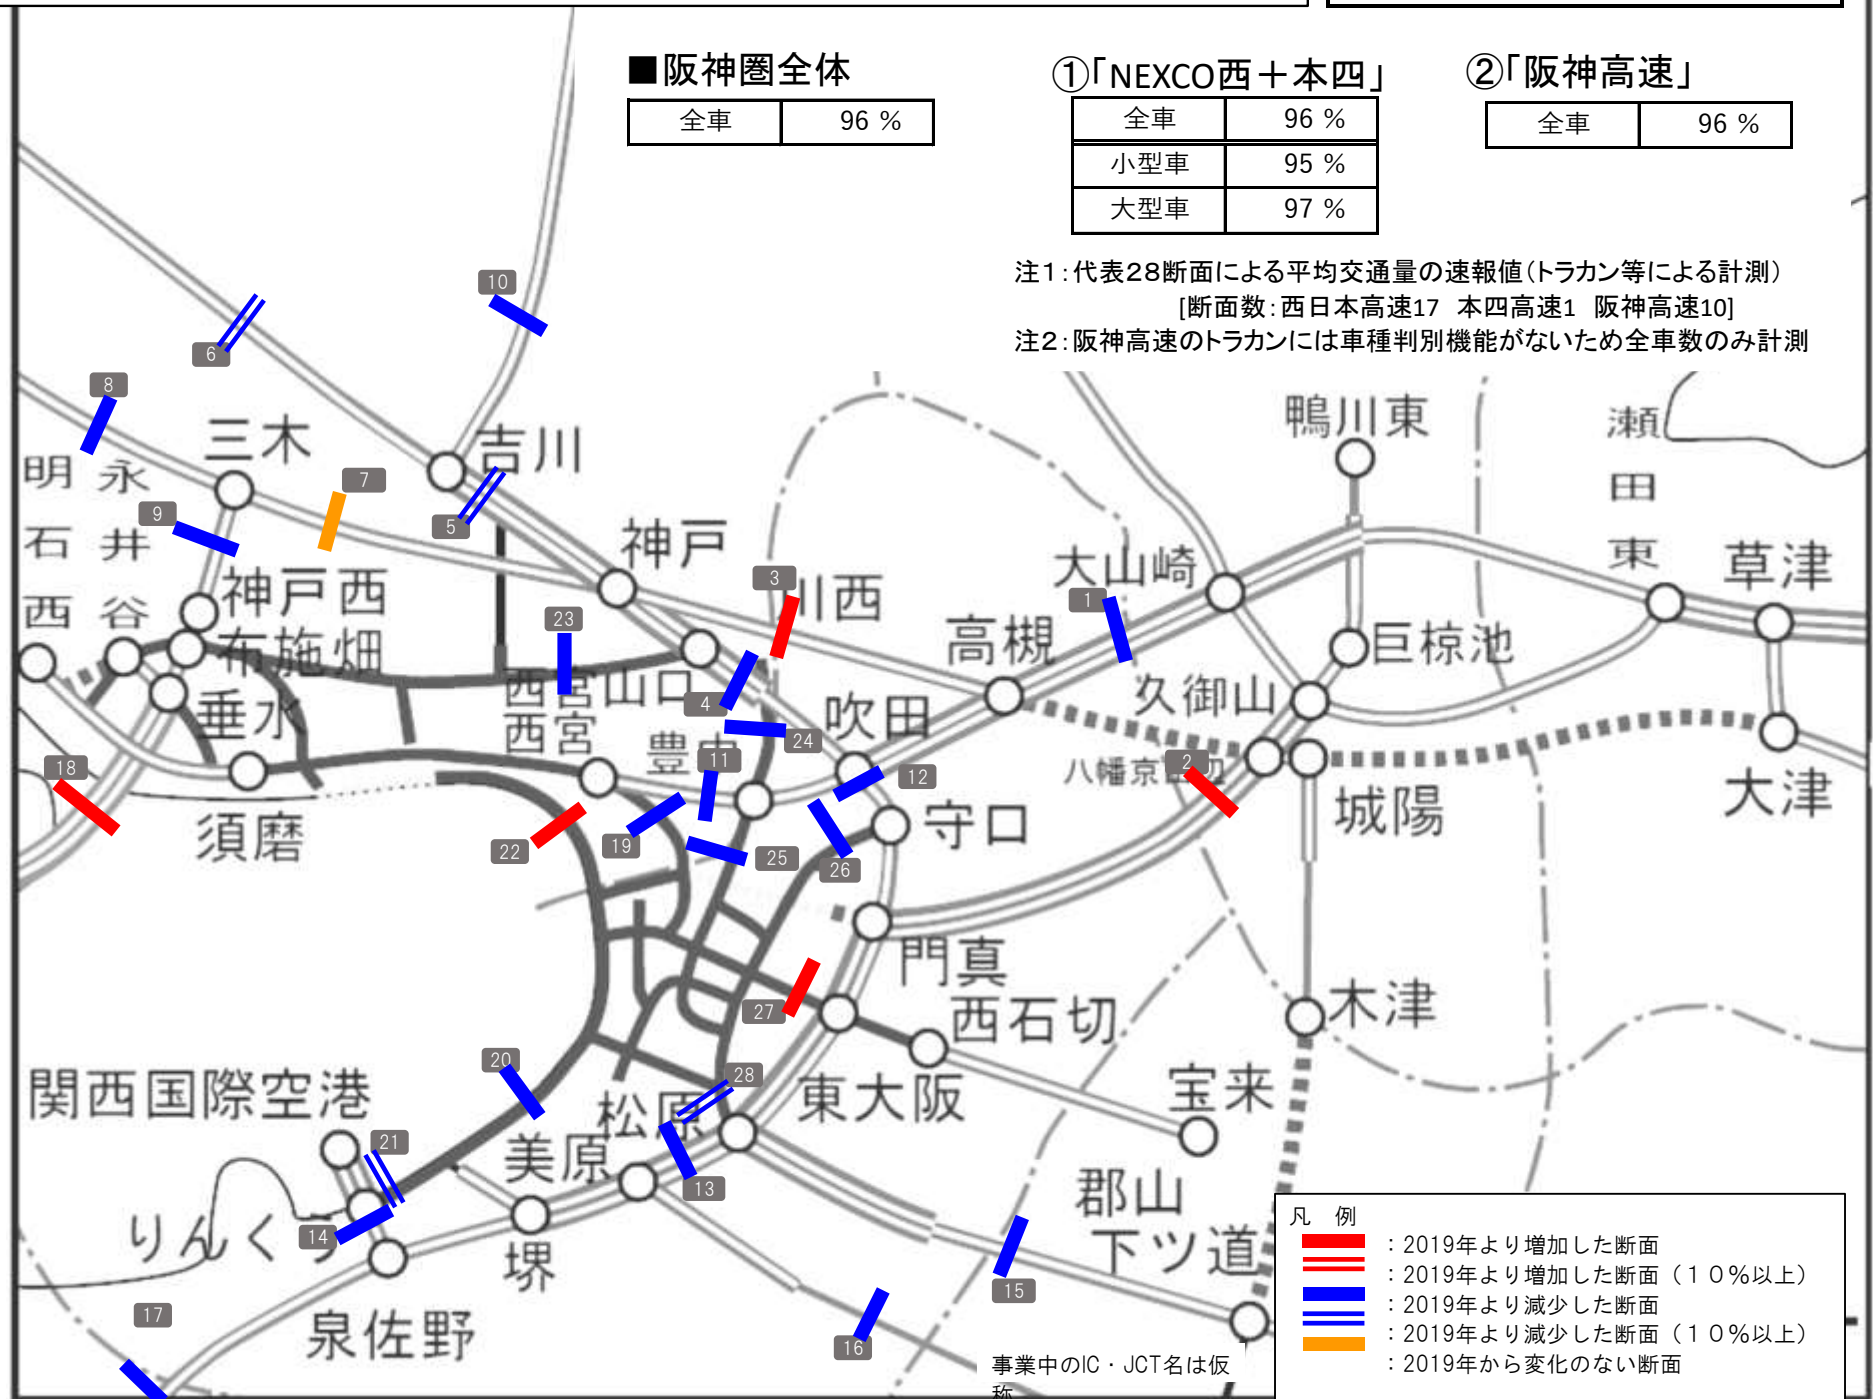 ■阪神圏全体
全車 96 %
①「NEXCO西＋本四」
全車 96 %
小型車 95 %
大型車 97 %
②「阪神高速」
全車 96 %
注1：代表28断面による平均交通量の速報値（トラカン等による計測）
[断面数：西日本高速17 本四高速1 阪神高速10]
注2：阪神高速のトラカンには車種判別機能がないため全車数のみ計測
10
6
8
三木
吉川
鴨川東
瀬田東
明石西
永井谷
7
9
5
神戸
大山崎
草津
3
川西
1
神戸西
布施畑
23
高槻
巨椋池
西宮山口
4
久御山
垂水
西宮
吹田
豊中
24
11
12
18
八幡京田辺
2
大津
城陽
須磨
22
19
25
26
守口
門真
27
西石切
木津
20
28
関西国際空港
松原
東大阪
宝来
21
美原
13
郡山下ツ道
りんくう
14
堺
15
17
泉佐野
16
事業中のIC・JCT名は仮
称
凡 例
：2019年より増加した断面
：2019年より増加した断面（１０％以上）
：2019年より減少した断面
：2019年より減少した断面（１０％以上）
：2019年から変化のない断面